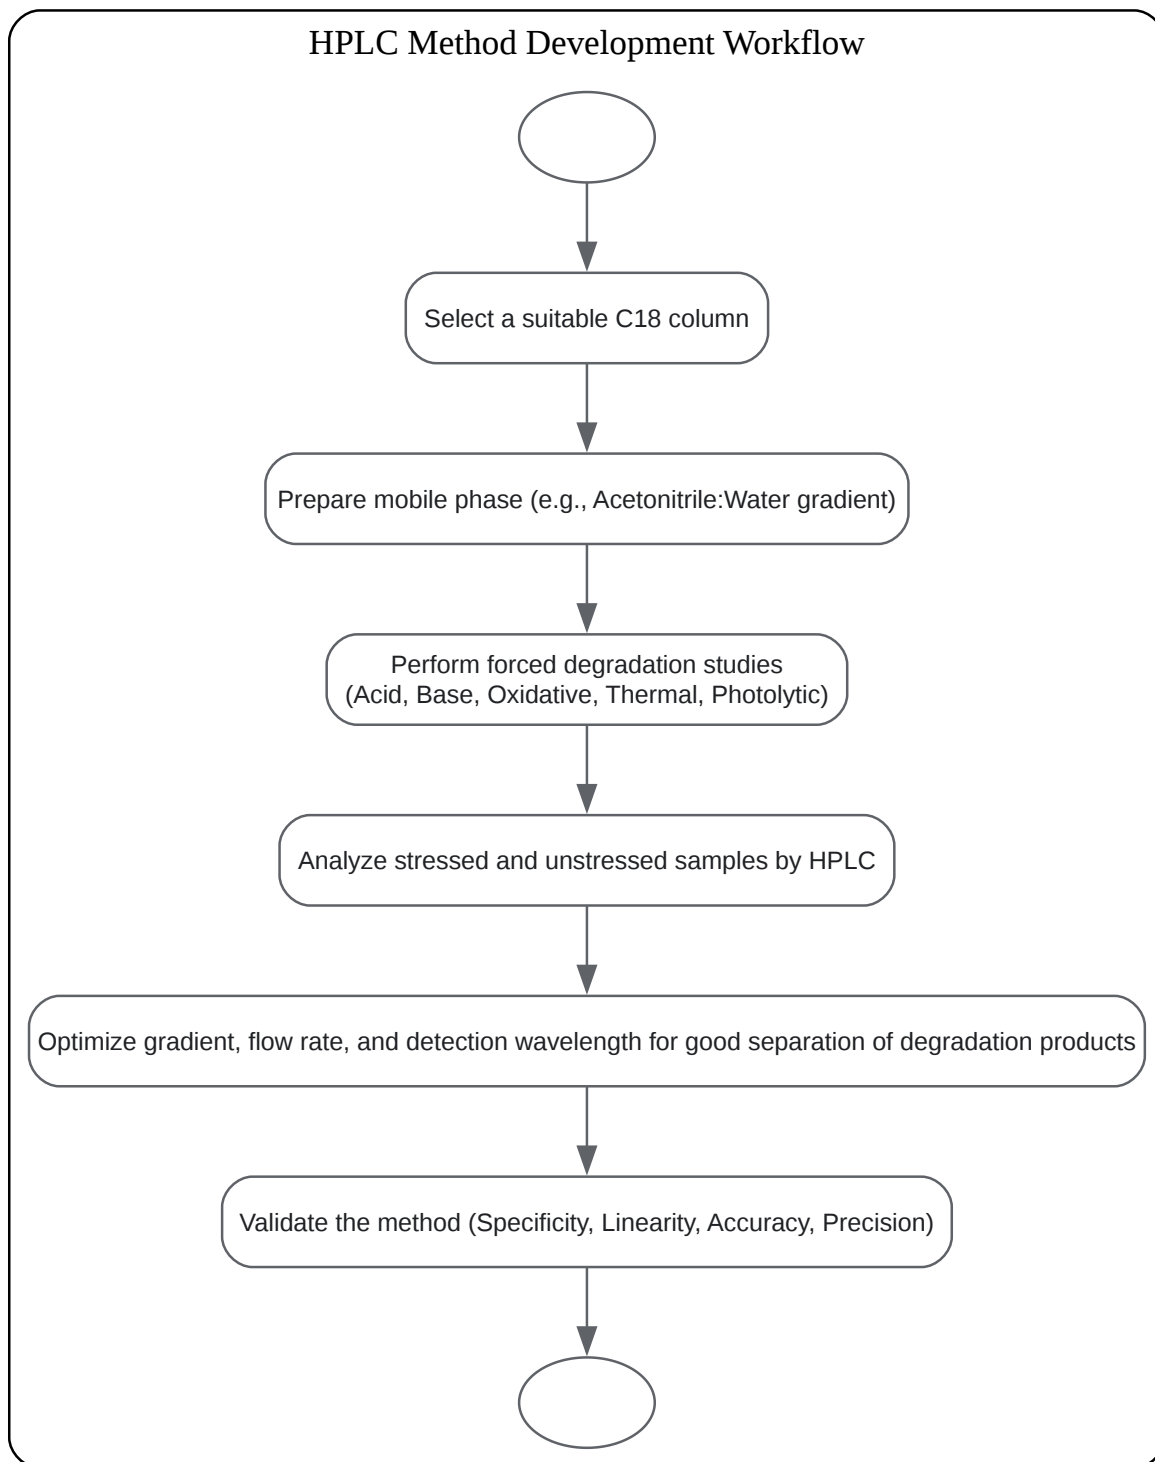 HPLC Method Development Workflow
Select a suitable C18 column
Prepare mobile phase (e.g., Acetonitrile:Water gradient)
Perform forced degradation studies
(Acid, Base, Oxidative, Thermal, Photolytic)
Analyze stressed and unstressed samples by HPLC
Optimize gradient, flow rate, and detection wavelength for good separation of degradation products
Validate the method (Specificity, Linearity, Accuracy, Precision)